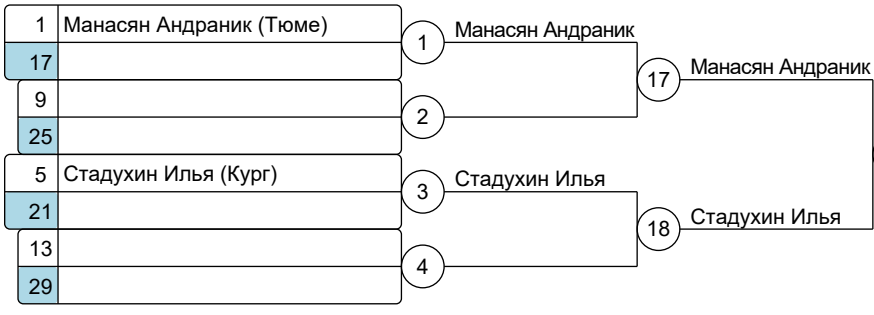 1 Манасян Андраник (Тюме)
17
1 Манасян Андраник
9
25
2
17 Манасян Андраник
5 Стадухин Илья (Кург)
21
3 Стадухин Илья
13
29
4
18 Стадухин Илья